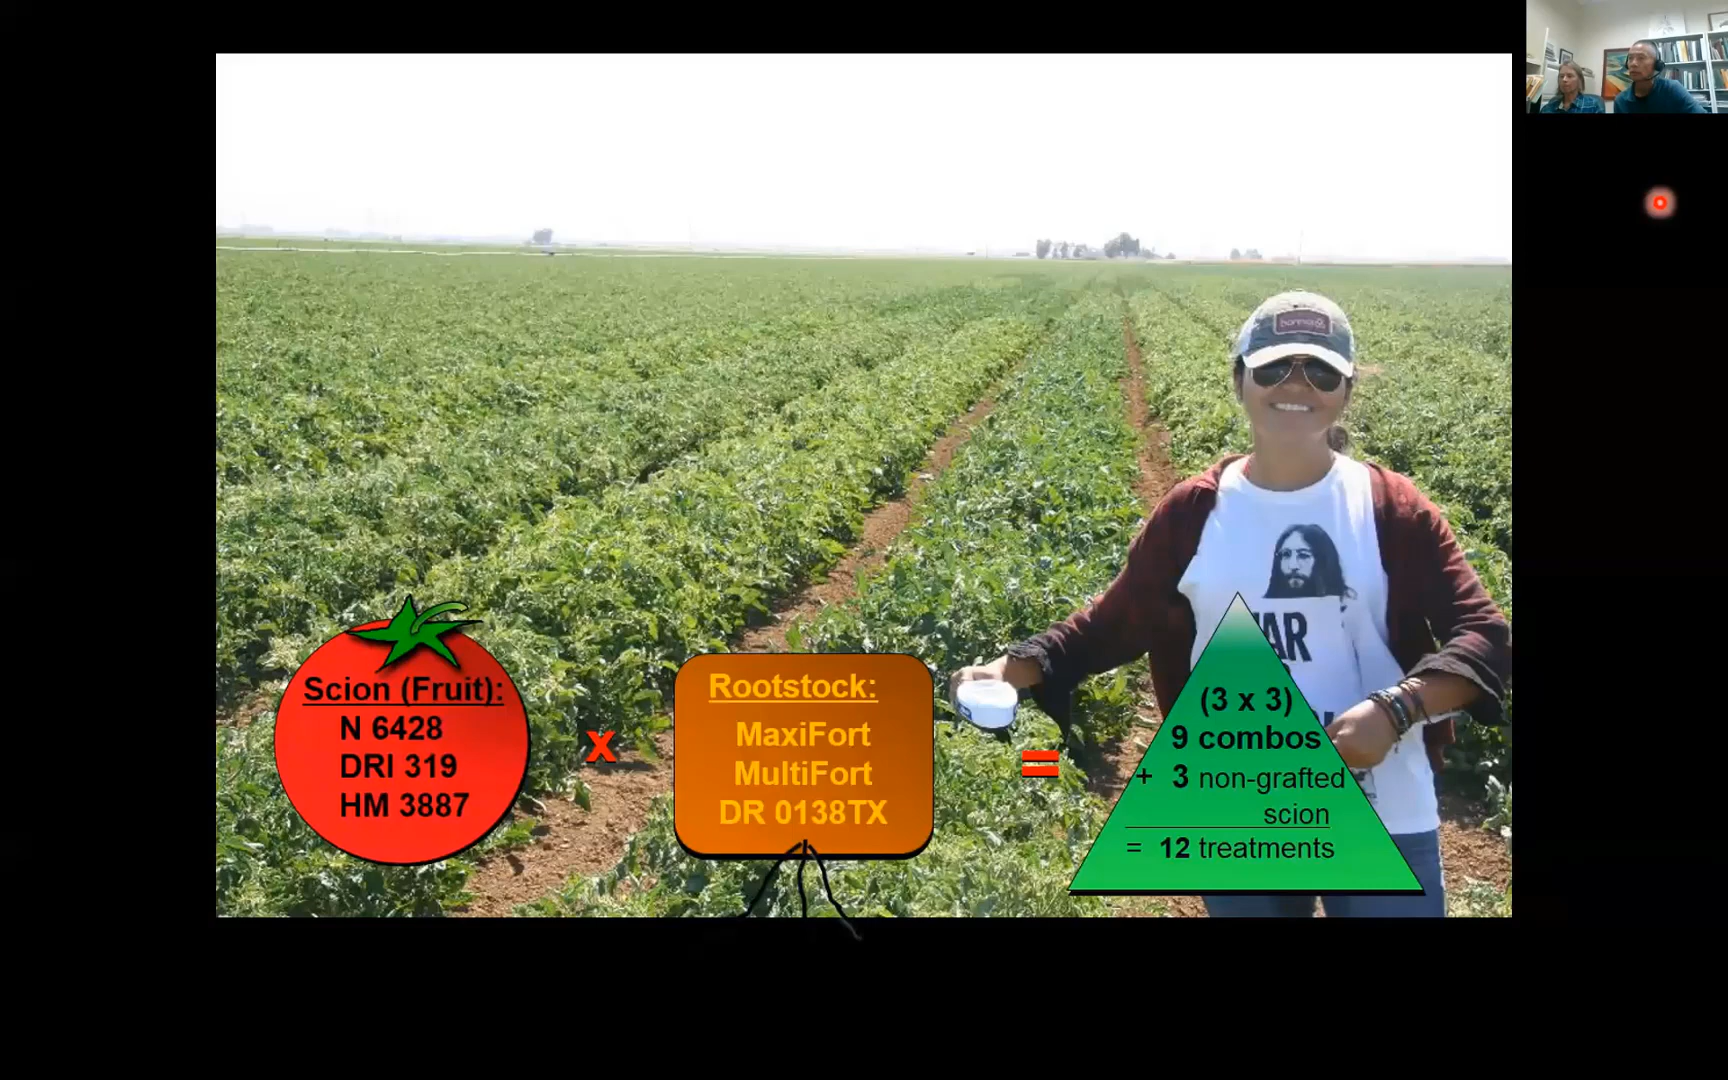 Scion (Fruit):
N 6428
DRI 319
HM 3887
x
Rootstock:
MaxiFort
MultiFort
DR 0138TX
=
(3 x 3)
9 combos
+ 3 non-grafted
scion
= 12 treatments